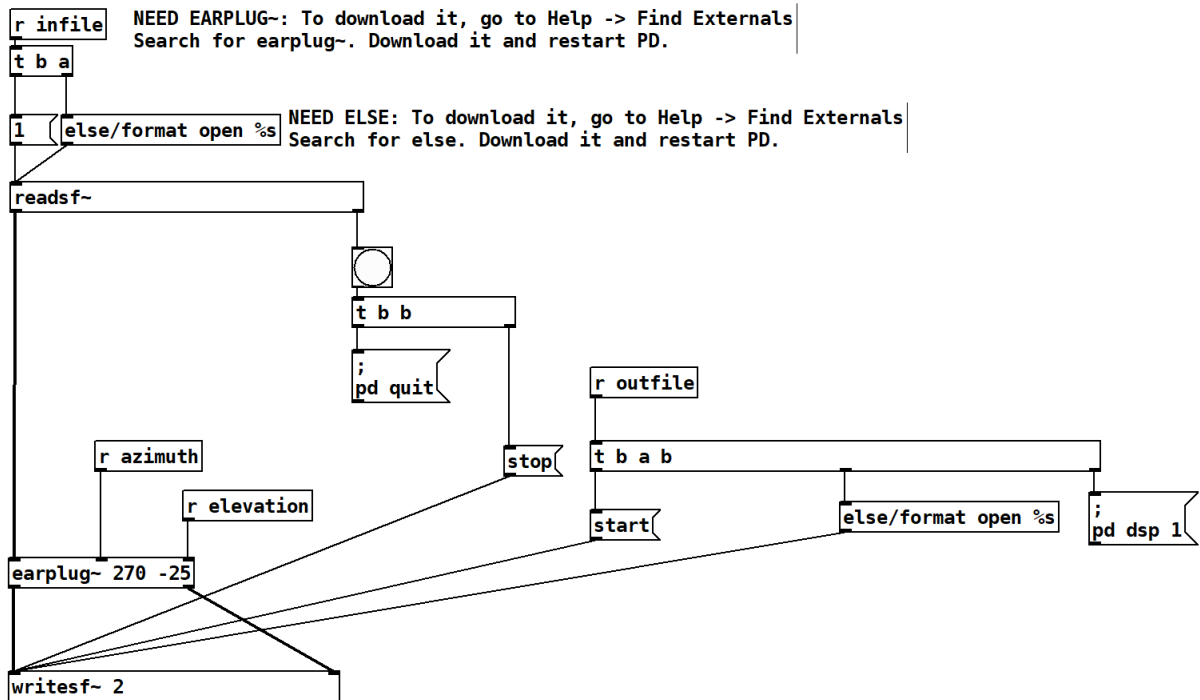 r infile
NEED EARPLUG~: To download it, go to Help -> Find Externals
Search for earplug~. Download it and restart PD.
t b a
1
else/format open %s
NEED ELSE: To download it, go to Help -> Find Externals
Search for else. Download it and restart PD.
readsf~
t b b
;
pd quit
r outfile
r azimuth
stop
t b a b
r elevation
start
else/format open %s
;
pd dsp 1
earplug~ 270 -25
writesf~ 2